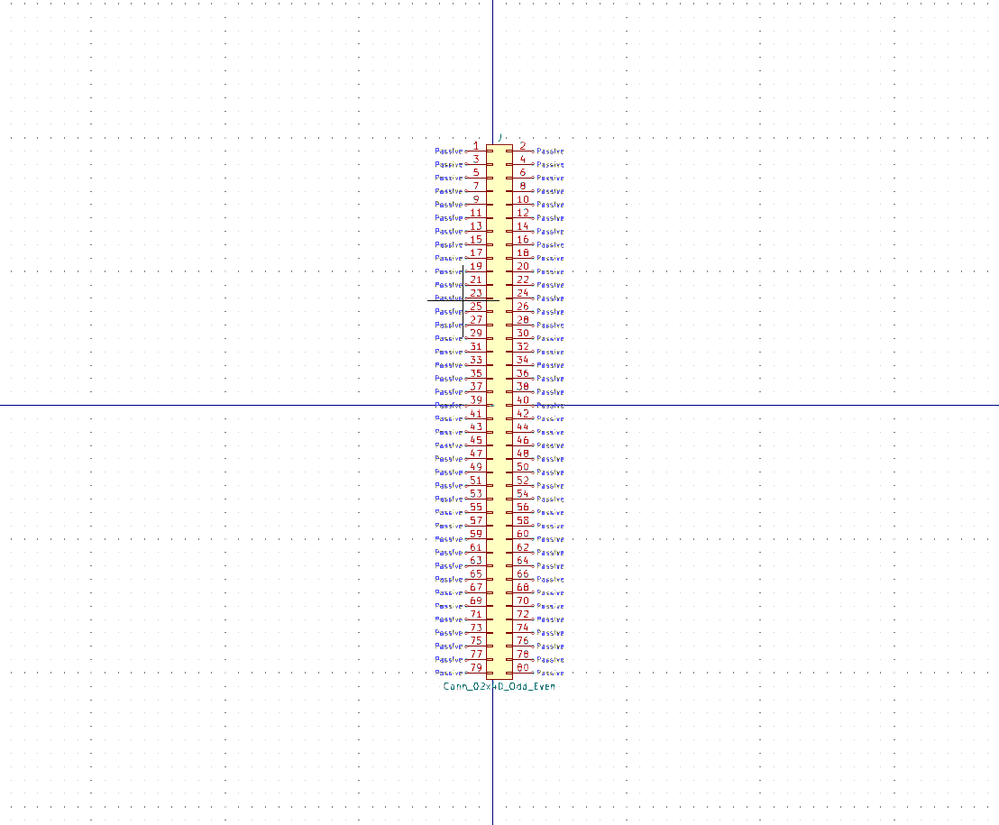 J
Passive 1 2 Passive
Passive 3 4 Passive
Passive 5 6 Passive
Passive 7 8 Passive
Passive 9 10 Passive
Passive 11 12 Passive
Passive 13 14 Passive
Passive 15 16 Passive
Passive 17 18 Passive
Passive 19 20 Passive
Passive 21 22 Passive
Passive 23 24 Passive
Passive 25 26 Passive
Passive 27 28 Passive
Passive 29 30 Passive
Passive 31 32 Passive
Passive 33 34 Passive
Passive 35 36 Passive
Passive 37 38 Passive
Passive 39 40 Passive
Passive 41 42 Passive
Passive 43 44 Passive
Passive 45 46 Passive
Passive 47 48 Passive
Passive 49 50 Passive
Passive 51 52 Passive
Passive 53 54 Passive
Passive 55 56 Passive
Passive 57 58 Passive
Passive 59 60 Passive
Passive 61 62 Passive
Passive 63 64 Passive
Passive 65 66 Passive
Passive 67 68 Passive
Passive 69 70 Passive
Passive 71 72 Passive
Passive 73 74 Passive
Passive 75 76 Passive
Passive 77 78 Passive
Passive 79 80 Passive
Conn_02x40_Odd_Even